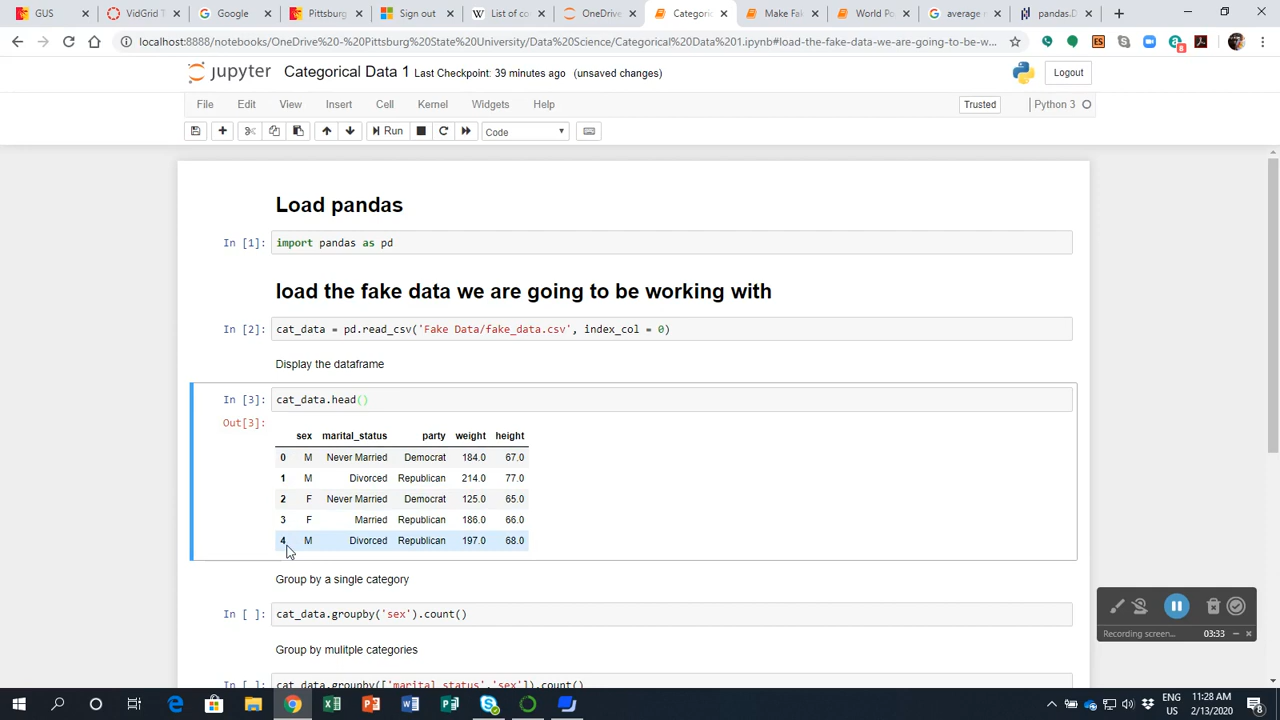 GUS
VidGrid T
Google
Pittsburg
Sign out
List of co
OneDrive
Categoric
Make Fa
World Po
average n
pandas.D
localhost:8888/notebooks/OneDrive%20-%20Pittsburg%20State%20University/Data%20Science/Categorical%20Data%201.ipynb#load-the-fake-data-we-are-going-to-be-w...
jupyter Categorical Data 1 Last Checkpoint: 39 minutes ago (unsaved changes) Logout
File Edit View Insert Cell Kernel Widgets Help Trusted Python 3
Run Code
Load pandas
In [1]: import pandas as pd
load the fake data we are going to be working with
In [2]: cat_data = pd.read_csv('Fake Data/fake_data.csv', index_col = 0)
Display the dataframe
In [3]: cat_data.head()
Out[3]:
sex marital_status party weight height
0 M Never Married Democrat 184.0 67.0
1 M Divorced Republican 214.0 77.0
2 F Never Married Democrat 125.0 65.0
3 F Married Republican 186.0 66.0
4 M Divorced Republican 197.0 68.0
Group by a single category
In [ ]: cat_data.groupby('sex').count()
Group by mulitple categories
In [ ]: cat_data.groupby(['marital_status','sex']).count()
Recording screen... 03:33
ENG 11:28 AM
US 2/13/2020